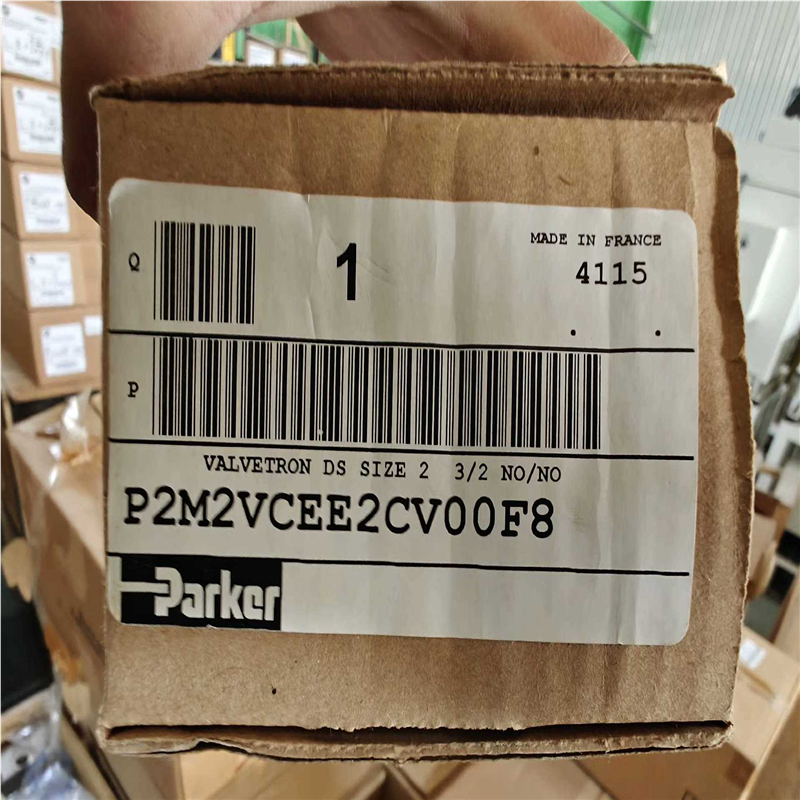 Q
1
MADE IN FRANCE
4115
P
VALVETRON DS SIZE 2 3/2 NO/NO
P2M2VCEE2CV00F8
Parker